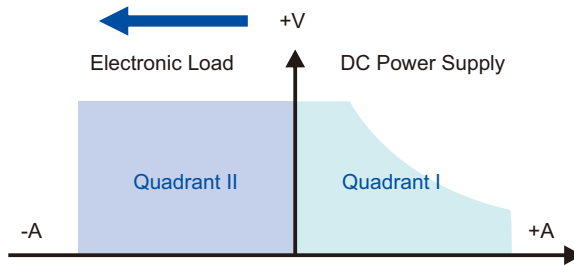 +V
Electronic Load
DC Power Supply
Quadrant II
Quadrant I
-A
+A